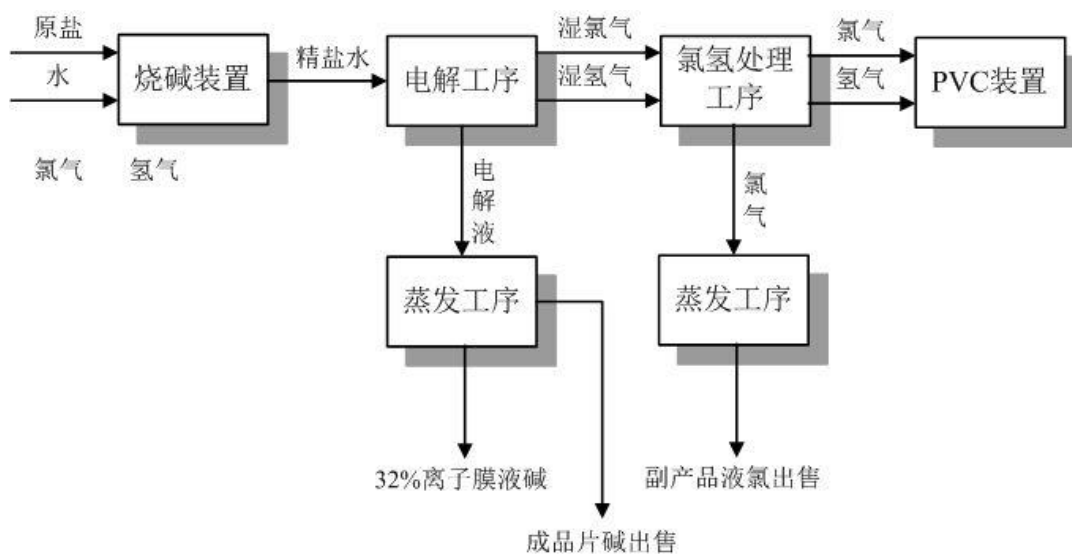 原盐
水
烧碱装置
精盐水
电解工序
湿氯气
湿氢气
氯氢处理
工序
氯气
氢气
PVC装置
氯气
氢气
电
解
液
氯
气
蒸发工序
蒸发工序
32%离子膜液碱
副产品液氯出售
成品片碱出售